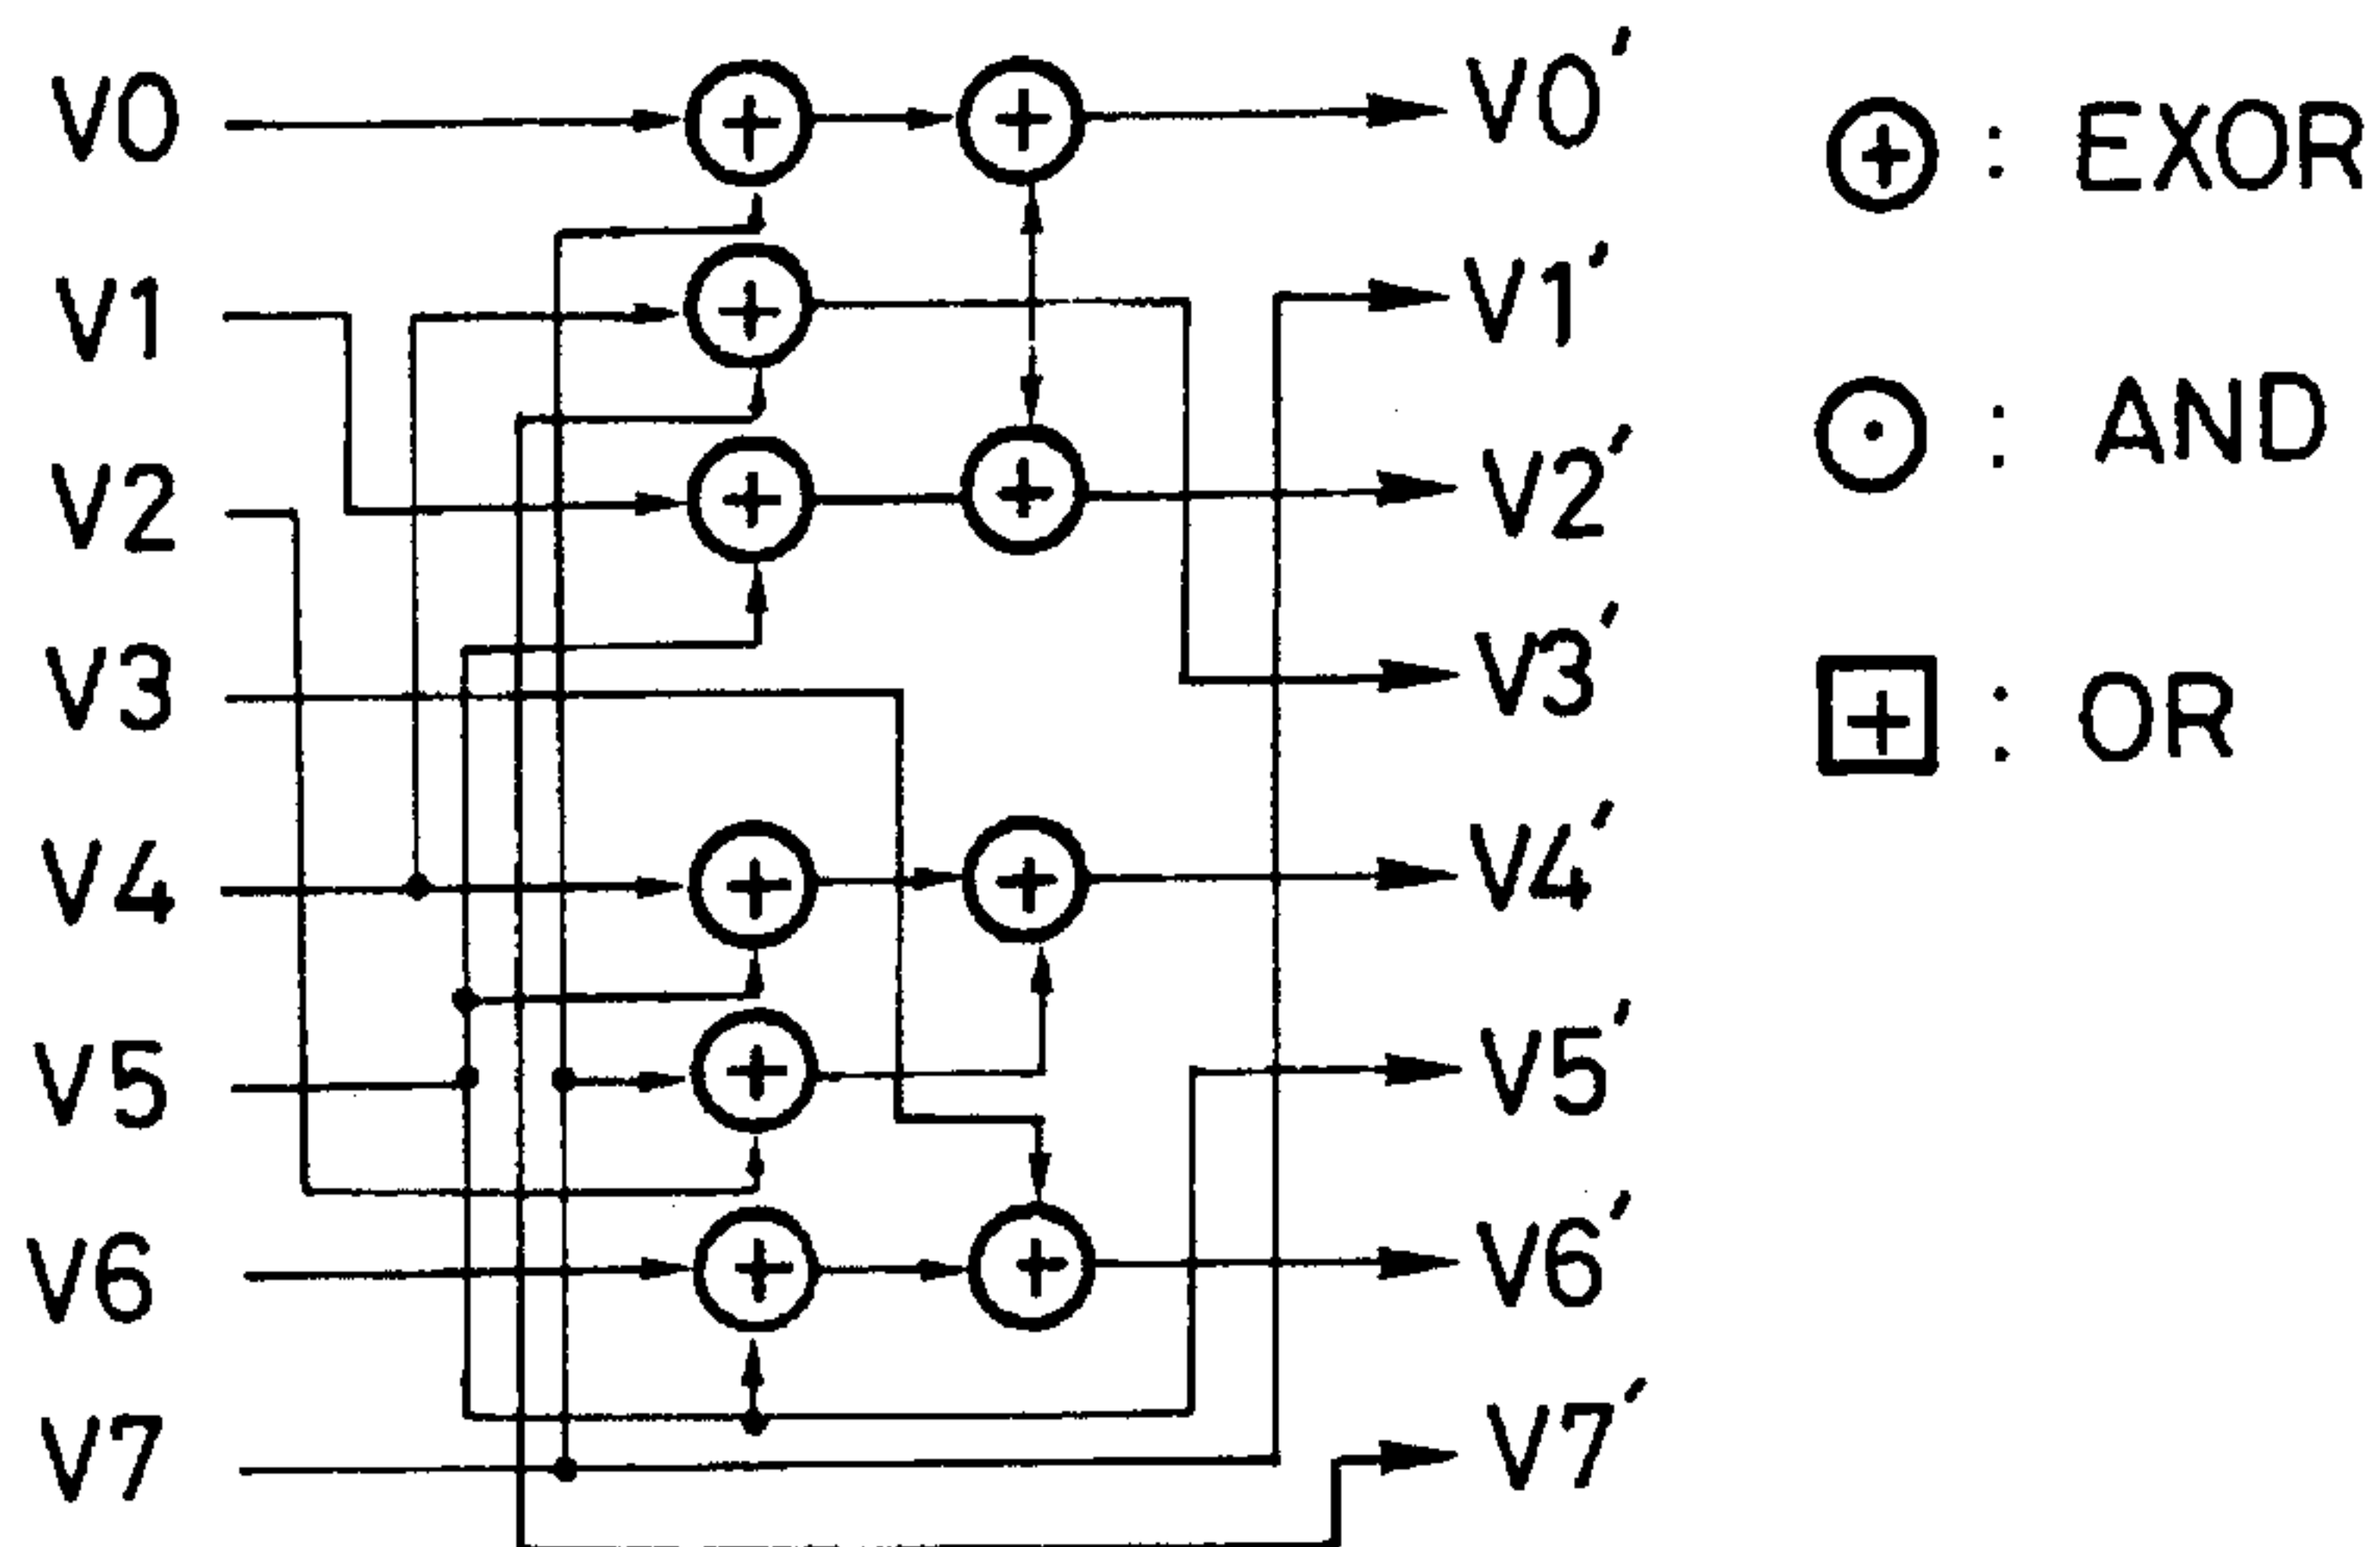 V0
V1
V2
V3
V4
V5
V6
V7
V0′
V1′
V2′
V3′
V4′
V5′
V6′
V7′
⊕ : EXOR
⊙ : AND
⊞ : OR